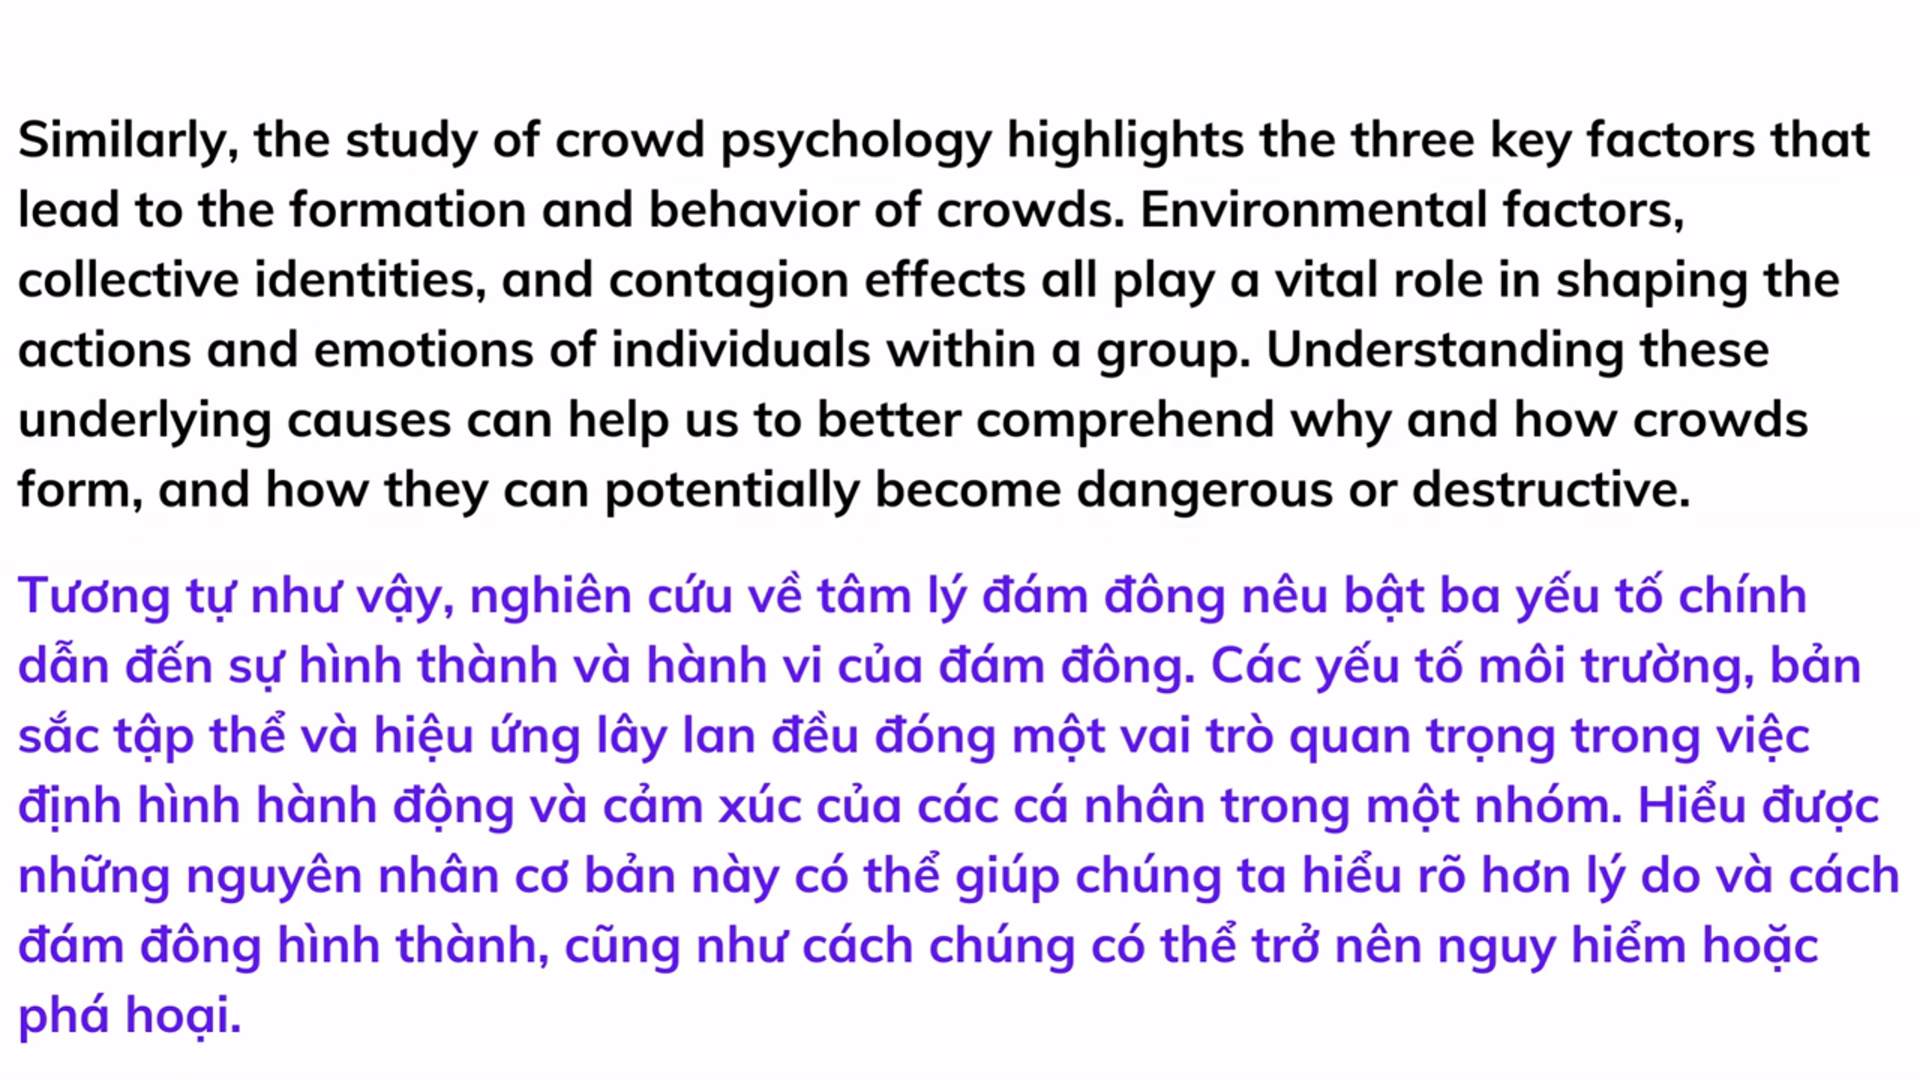 Similarly, the study of crowd psychology highlights the three key factors that
lead to the formation and behavior of crowds. Environmental factors,
collective identities, and contagion effects all play a vital role in shaping the
actions and emotions of individuals within a group. Understanding these
underlying causes can help us to better comprehend why and how crowds
form, and how they can potentially become dangerous or destructive.
Tương tự như vậy, nghiên cứu về tâm lý đám đông nêu bật ba yếu tố chính
dẫn đến sự hình thành và hành vi của đám đông. Các yếu tố môi trường, bản
sắc tập thể và hiệu ứng lây lan đều đóng một vai trò quan trọng trong việc
định hình hành động và cảm xúc của các cá nhân trong một nhóm. Hiểu được
những nguyên nhân cơ bản này có thể giúp chúng ta hiểu rõ hơn lý do và cách
đám đông hình thành, cũng như cách chúng có thể trở nên nguy hiểm hoặc
phá hoại.